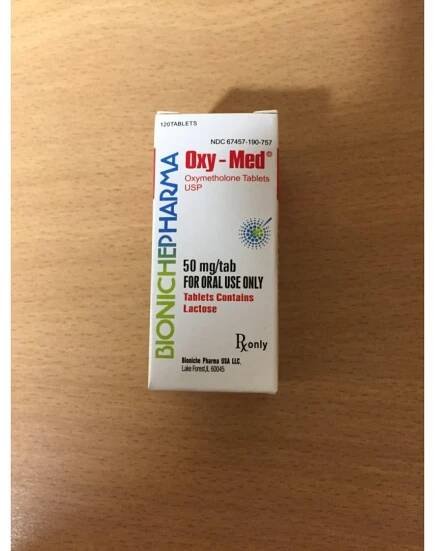 120TABLETS
NDC 67457-190-757
BIONICHEPHARMA
Oxy-Med®
Oxymetholone Tablets
USP
50 mg/tab
FOR ORAL USE ONLY
Tablets Contains
Lactose
Rx only
Bioniche Pharma USA LLC.
Lake Forest,IL 60045